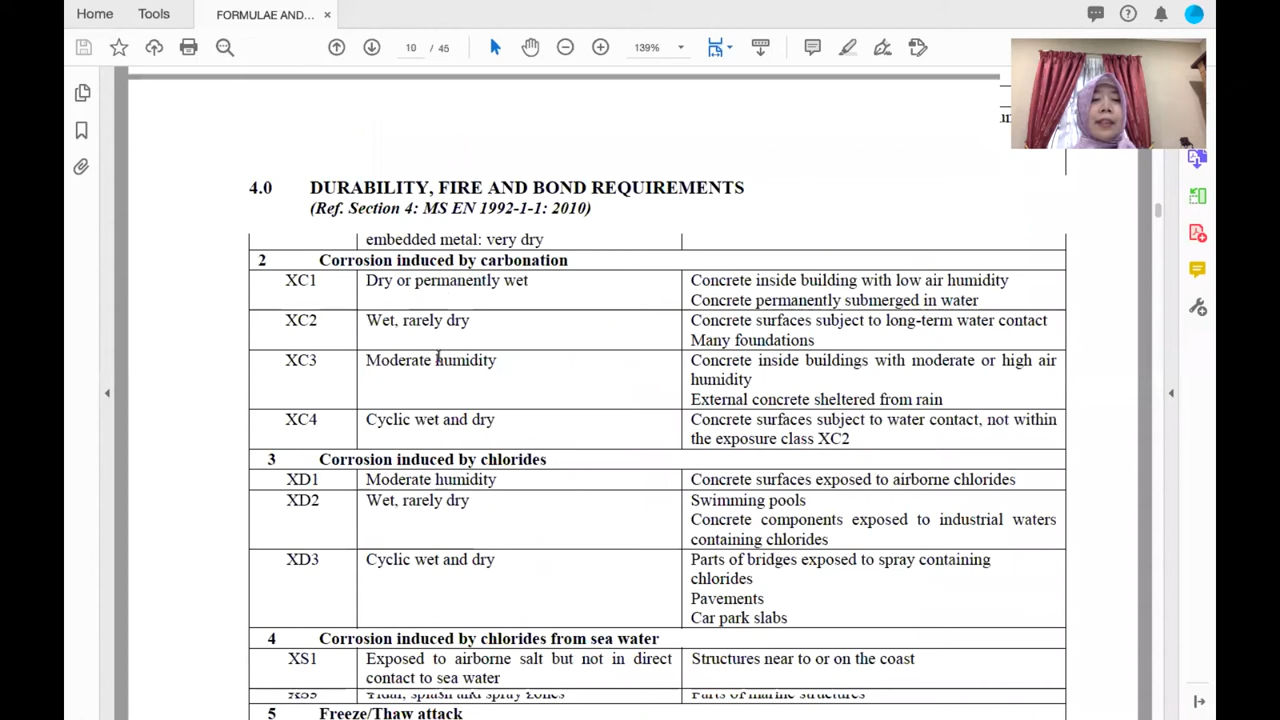 Home Tools FORMULAE AND... ×
10 / 45 139%
4.0 DURABILITY, FIRE AND BOND REQUIREMENTS
(Ref. Section 4: MS EN 1992-1-1: 2010)
embedded metal: very dry
2 Corrosion induced by carbonation
XC1 Dry or permanently wet Concrete inside building with low air humidity
Concrete permanently submerged in water
XC2 Wet, rarely dry Concrete surfaces subject to long-term water contact
Many foundations
XC3 Moderate humidity Concrete inside buildings with moderate or high air
humidity
External concrete sheltered from rain
XC4 Cyclic wet and dry Concrete surfaces subject to water contact, not within
the exposure class XC2
3 Corrosion induced by chlorides
XD1 Moderate humidity Concrete surfaces exposed to airborne chlorides
XD2 Wet, rarely dry Swimming pools
Concrete components exposed to industrial waters
containing chlorides
XD3 Cyclic wet and dry Parts of bridges exposed to spray containing
chlorides
Pavements
Car park slabs
4 Corrosion induced by chlorides from sea water
XS1 Exposed to airborne salt but not in direct Structures near to or on the coast
contact to sea water
Tidal, splash and spray zones Parts of marine structures
5 Freeze/Thaw attack